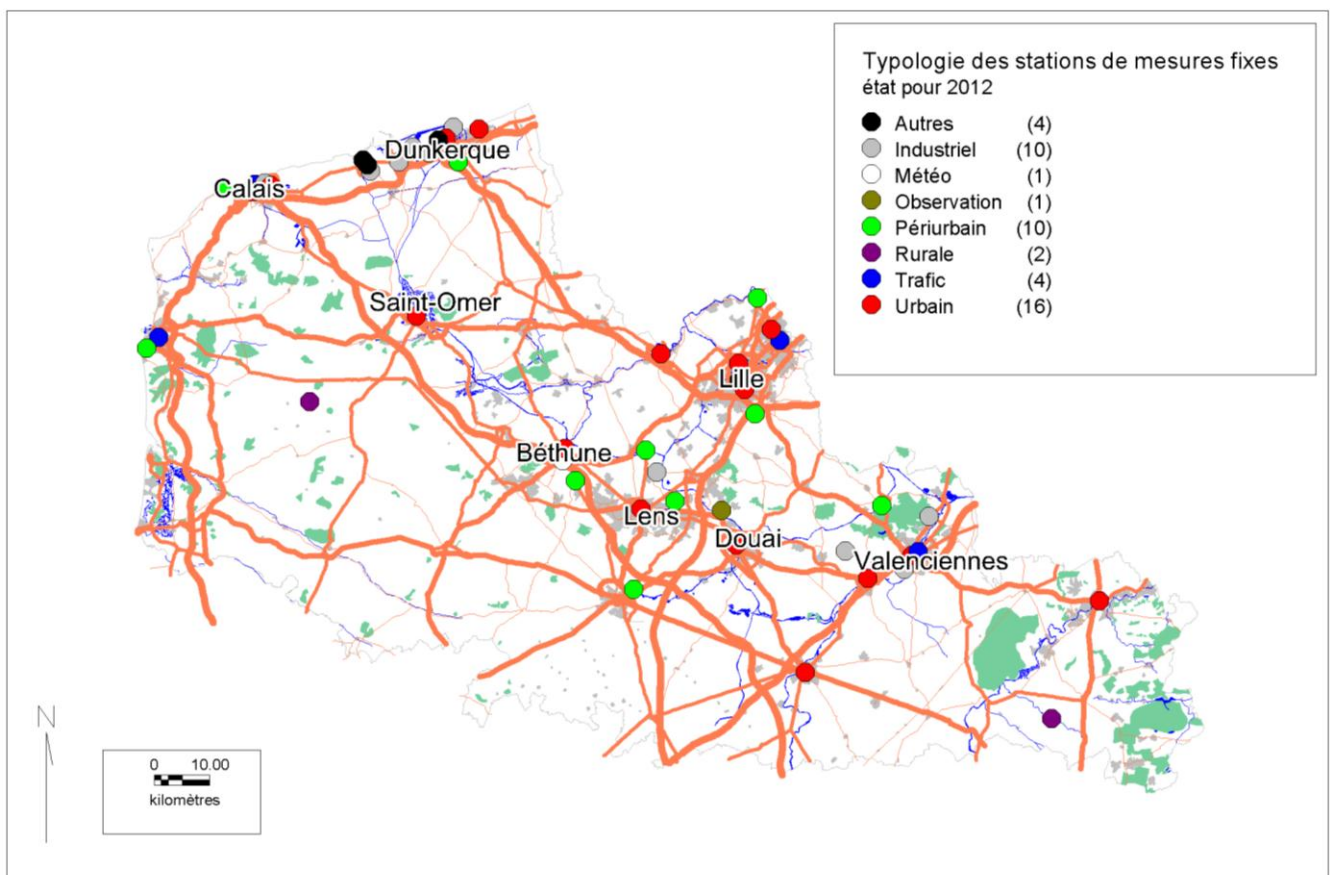 Typologie des stations de mesures fixes
état pour 2012
Autres (4)
Industriel (10)
Météo (1)
Observation (1)
Périurbain (10)
Rurale (2)
Trafic (4)
Urbain (16)
Dunkerque
Calais
Saint-Omer
Lille
Béthune
Lens
Douai
Valenciennes
N
0 10.00
kilomètres